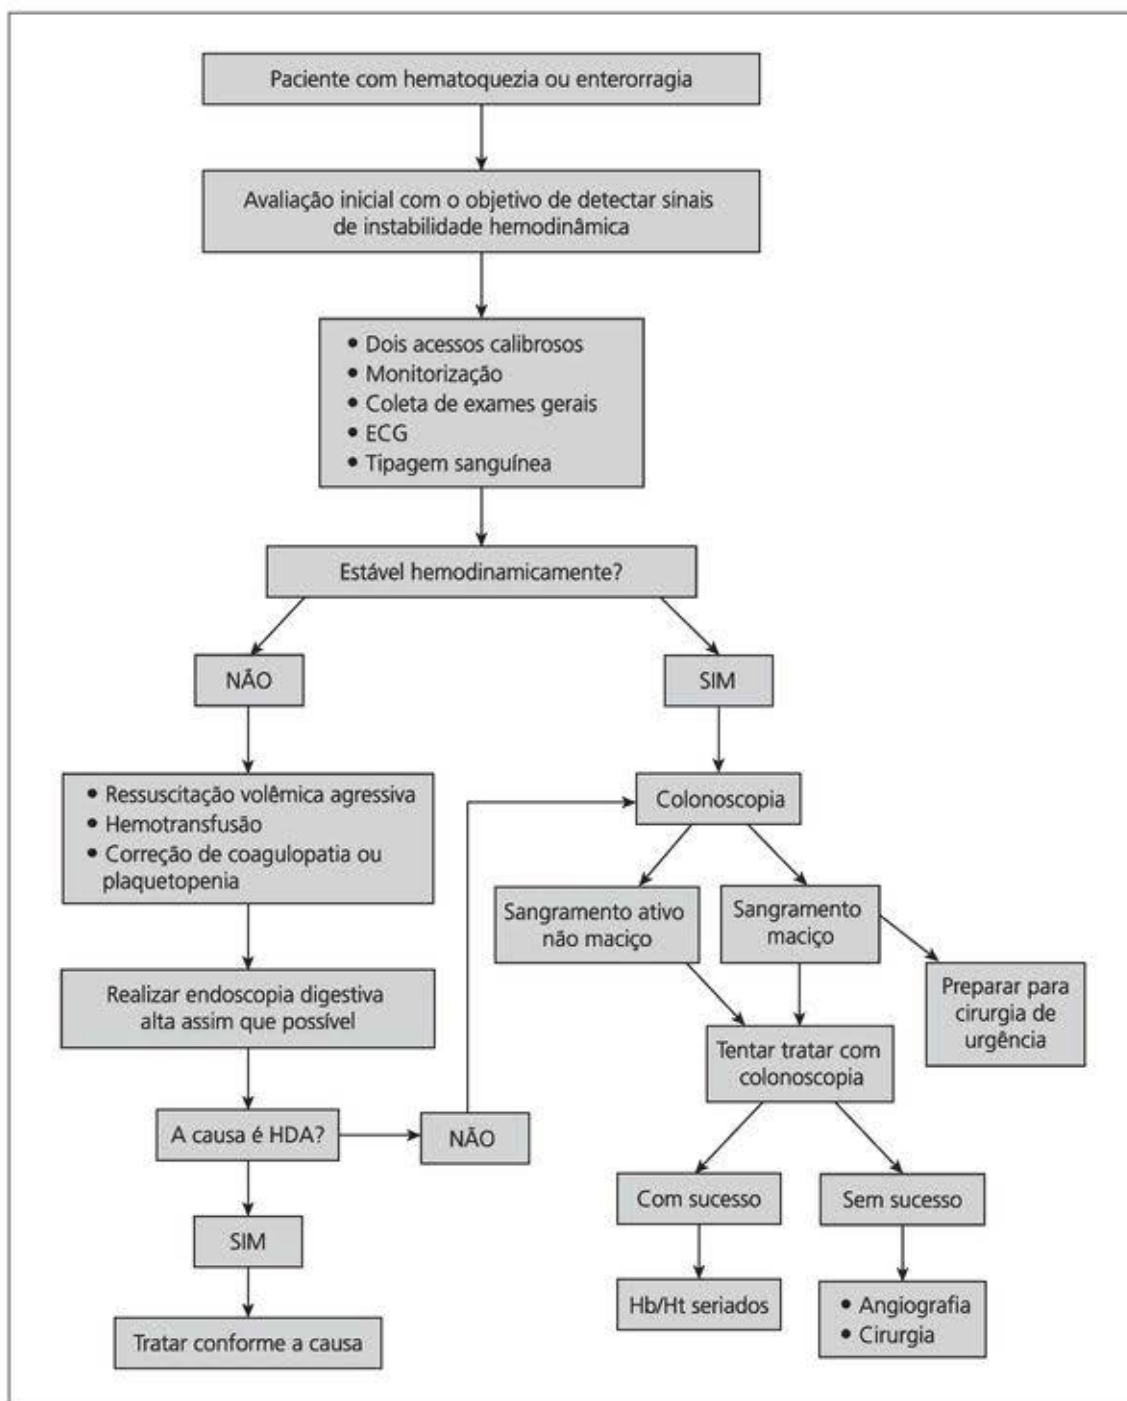 Paciente com hematoquezia ou enterorragia
Avaliação inicial com o objetivo de detectar sinais
de instabilidade hemodinâmica
• Dois acessos calibrosos
• Monitorização
• Coleta de exames gerais
• ECG
• Tipagem sanguínea
Estável hemodinamicamente?
NÃO
• Ressuscitação volêmica agressiva
• Hemotransfusão
• Correção de coagulopatia ou
plaquetopenia
Realizar endoscopia digestiva
alta assim que possível
A causa é HDA?
NÃO
SIM
Tratar conforme a causa
SIM
Colonoscopia
Sangramento ativo
não maciço
Sangramento
maciço
Preparar para
cirurgia de
urgência
Tentar tratar com
colonoscopia
Com sucesso
Hb/Ht seriados
Sem sucesso
• Angiografia
• Cirurgia